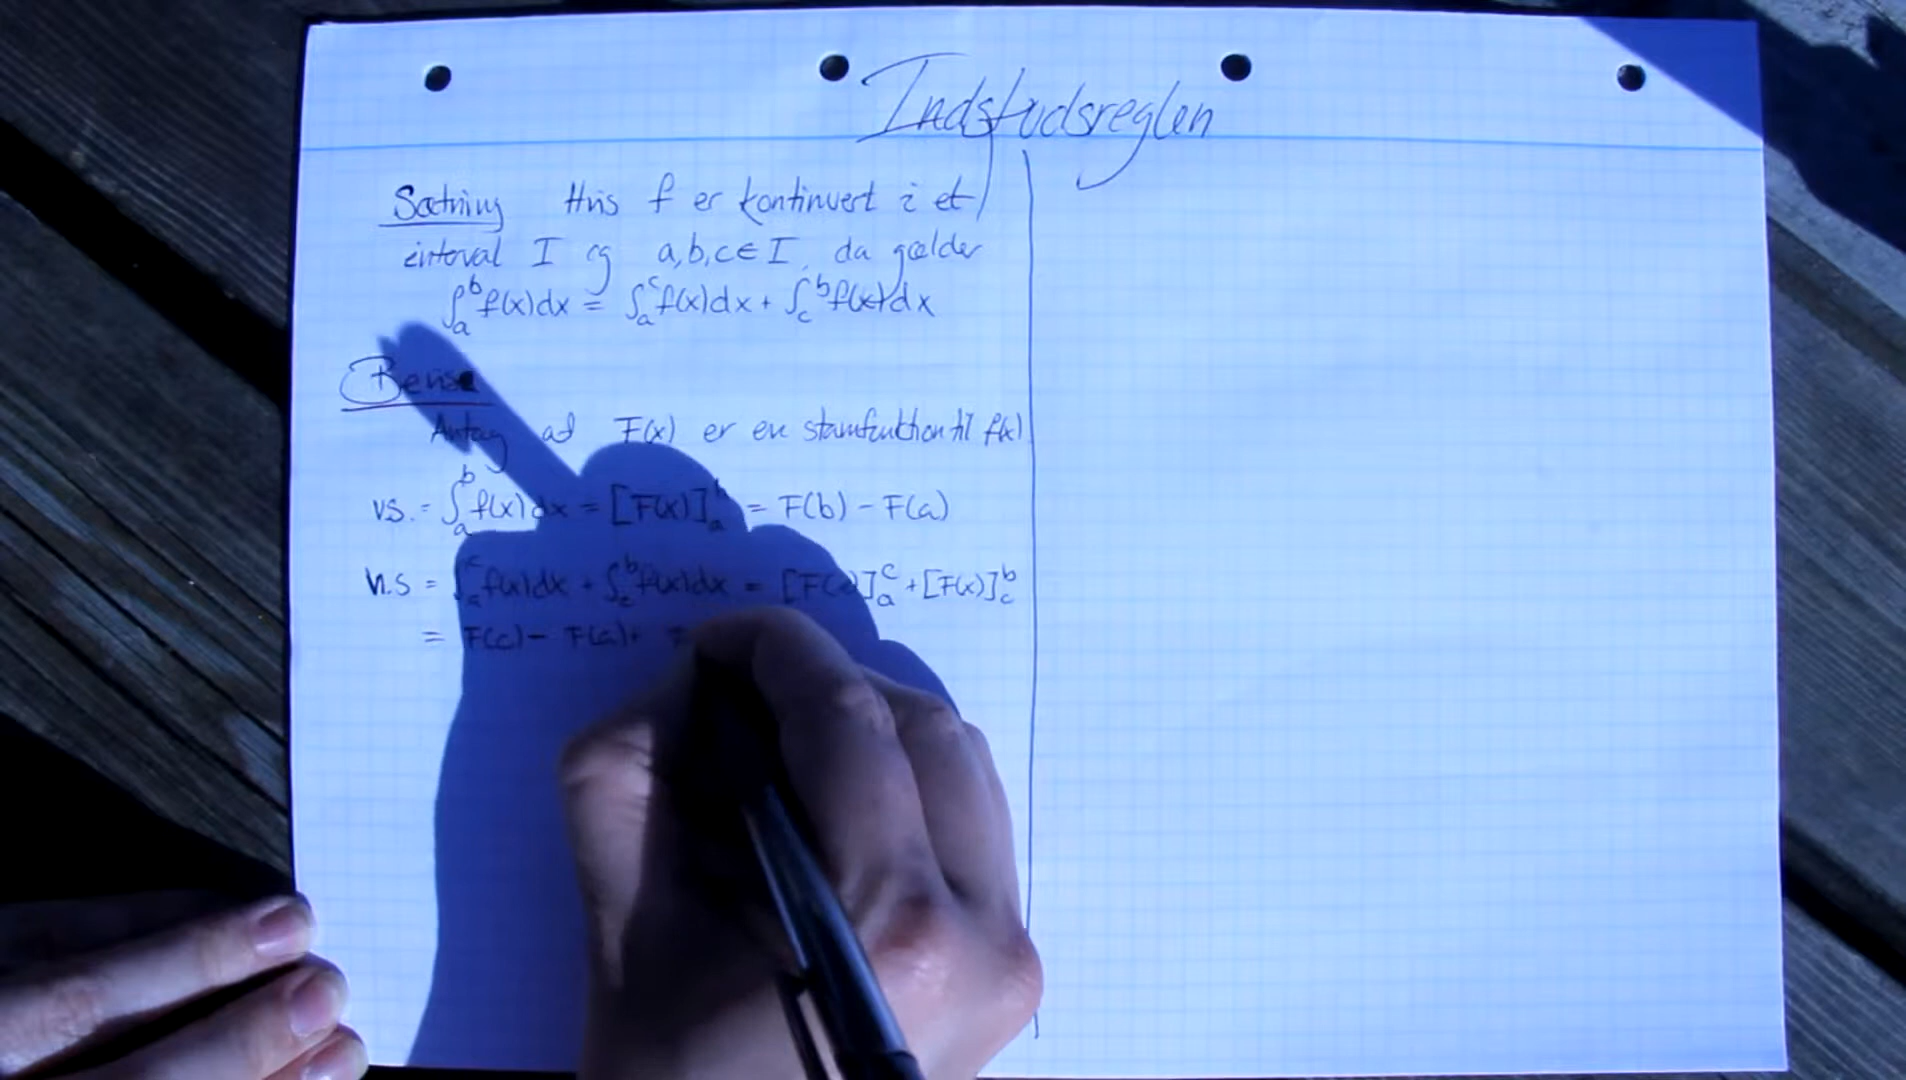 Indskudsreglen
Sætning Hvis f er kontinuert i et
interval I og a,b,c ∈ I, da gælder
∫_a^b f(x)dx = ∫_a^c f(x)dx + ∫_c^b f(x)dx
Bevis
Antag at F(x) er en stamfunktion til f(x)
v.s. = ∫_a^b f(x)dx = [F(x)]_a^b = F(b) - F(a)
h.s = ∫_a^c f(x)dx + ∫_c^b f(x)dx = [F(x)]_a^c + [F(x)]_c^b
= F(c) - F(a) + F